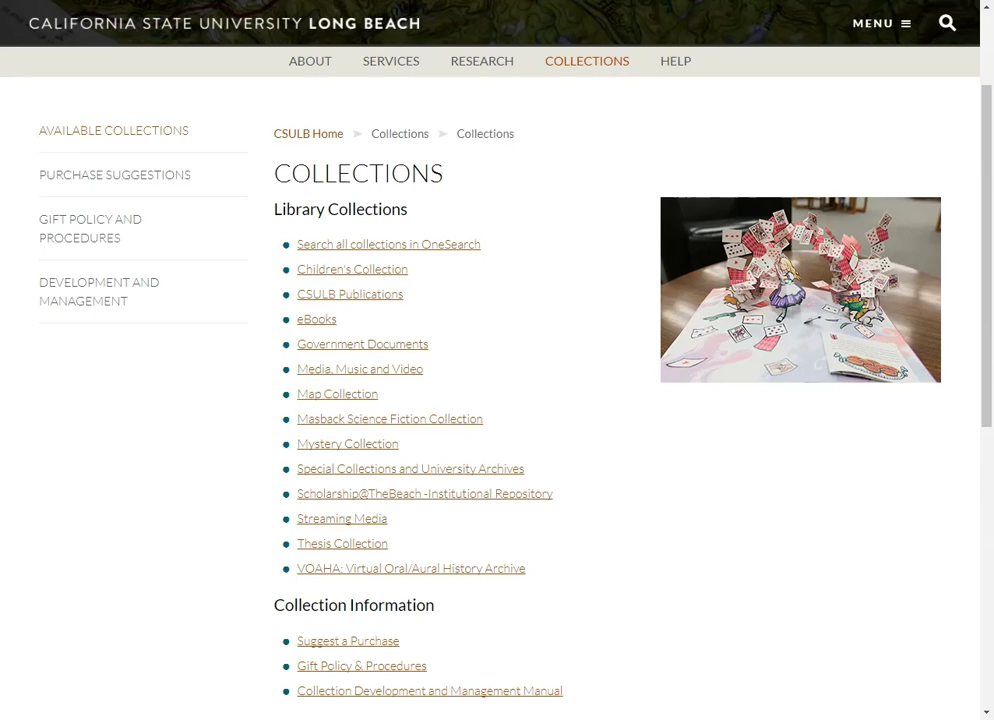 CALIFORNIA STATE UNIVERSITY LONG BEACH
MENU
ABOUT SERVICES RESEARCH COLLECTIONS HELP
AVAILABLE COLLECTIONS
PURCHASE SUGGESTIONS
GIFT POLICY AND
PROCEDURES
DEVELOPMENT AND
MANAGEMENT
CSULB Home Collections Collections
COLLECTIONS
Library Collections
Search all collections in OneSearch
Children's Collection
CSULB Publications
eBooks
Government Documents
Media, Music and Video
Map Collection
Masback Science Fiction Collection
Mystery Collection
Special Collections and University Archives
Scholarship@TheBeach -Institutional Repository
Streaming Media
Thesis Collection
VOAHA: Virtual Oral/Aural History Archive
Collection Information
Suggest a Purchase
Gift Policy & Procedures
Collection Development and Management Manual